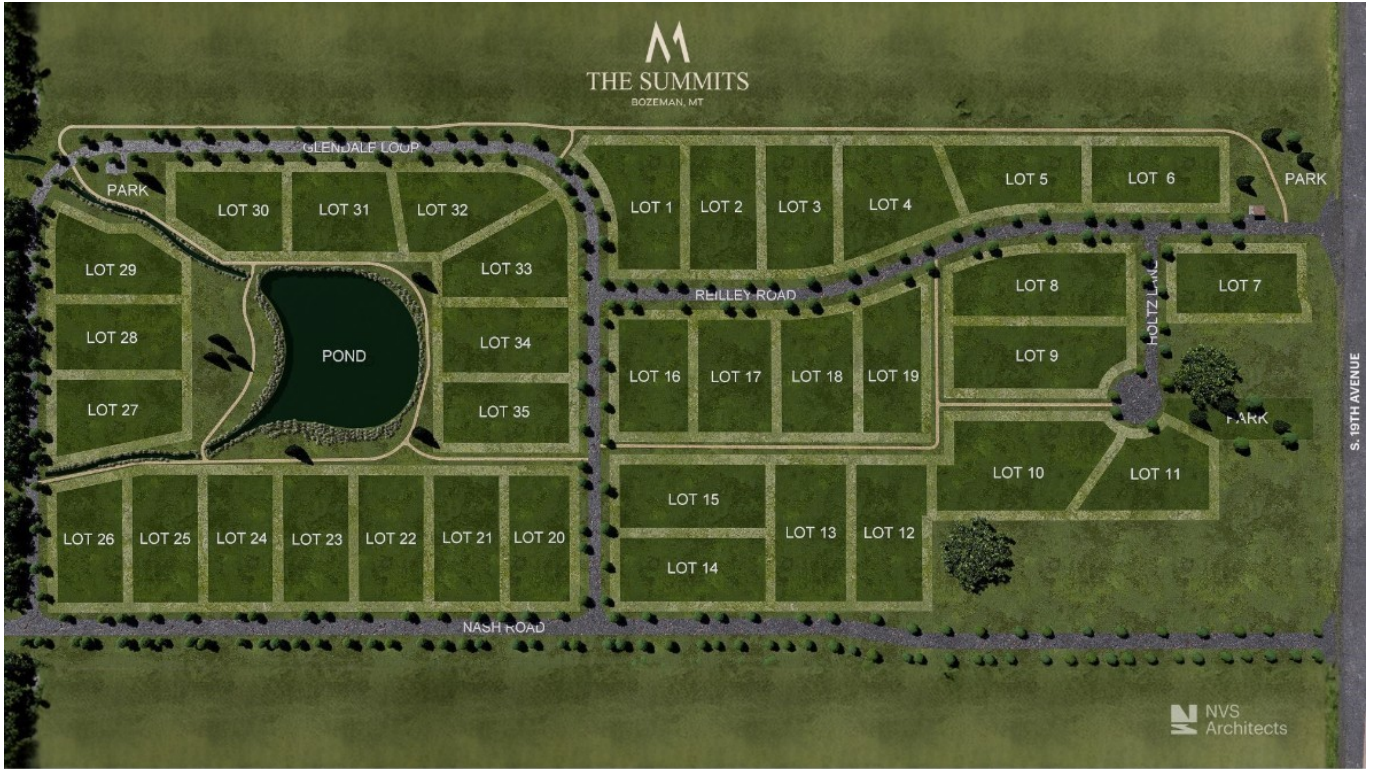 THE SUMMITS
BOZEMAN, MT
GLENDALE LOOP
PARK
LOT 30
LOT 31
LOT 32
LOT 33
LOT 29
LOT 28
LOT 27
POND
LOT 34
LOT 35
LOT 26
LOT 25
LOT 24
LOT 23
LOT 22
LOT 21
LOT 20
LOT 1
LOT 2
LOT 3
LOT 4
LOT 5
LOT 6
PARK
REILLEY ROAD
LOT 8
HOLTZ LANE
LOT 7
LOT 9
LOT 16
LOT 17
LOT 18
LOT 19
PARK
LOT 10
LOT 11
LOT 15
LOT 14
LOT 13
LOT 12
NASH ROAD
S. 19TH AVENUE
NVS
Architects